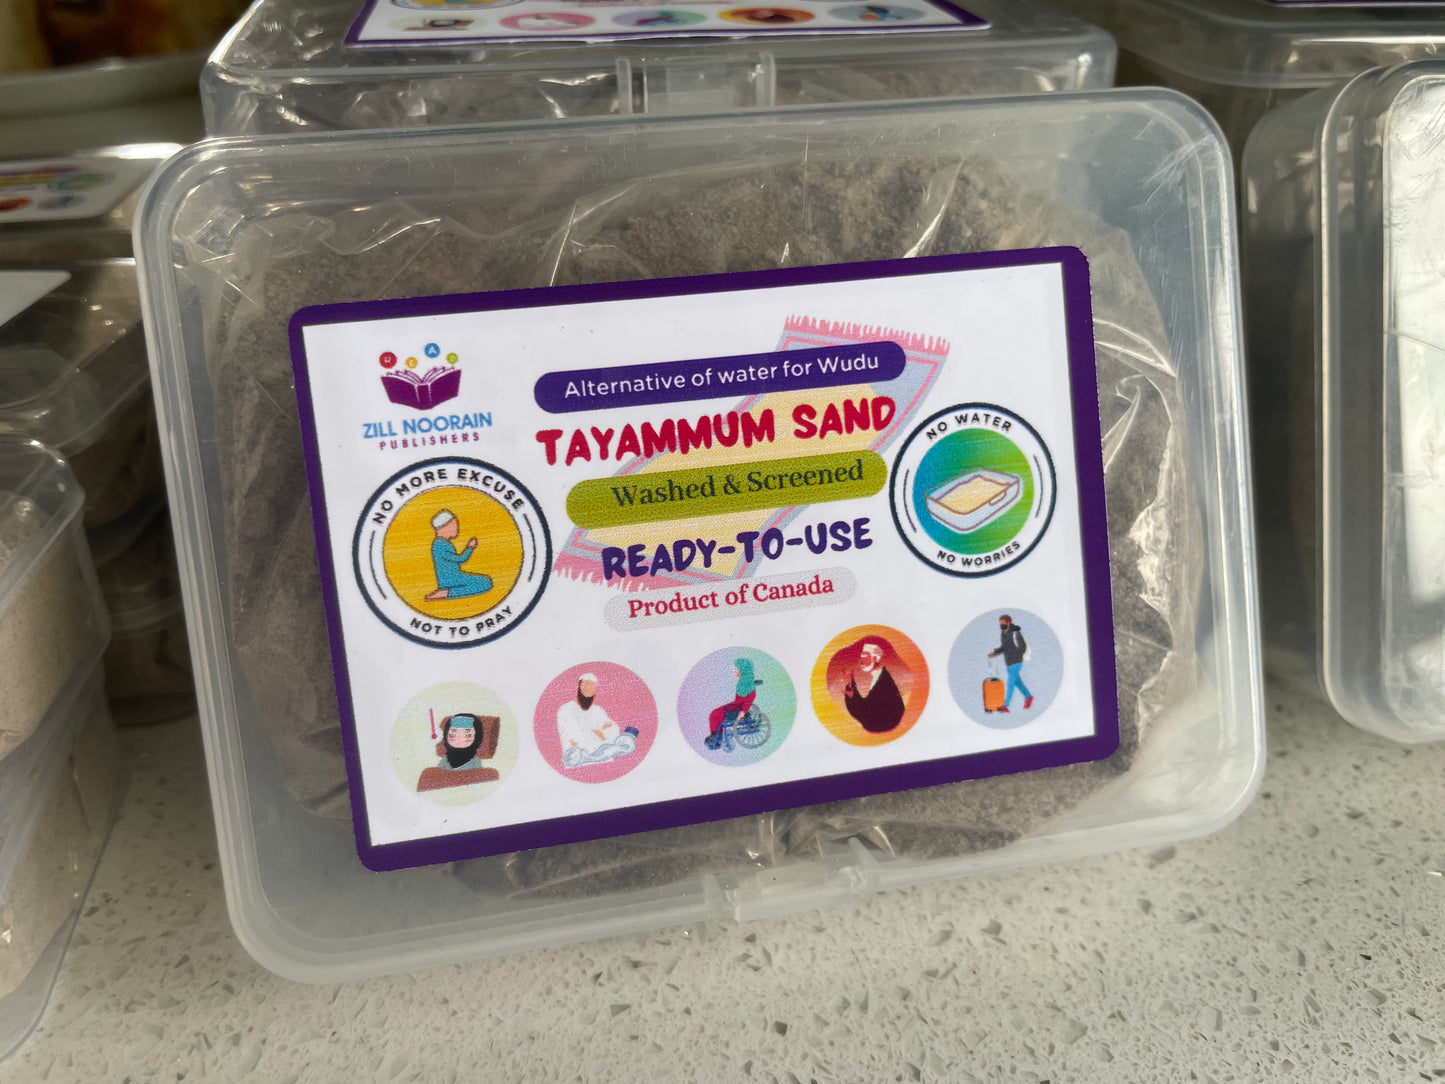 READ
ZILL NOORAIN
PUBLISHERS
Alternative of water for Wudu
TAYAMMUM SAND
Washed & Screened
READY-TO-USE
Product of Canada
NO MORE EXCUSE
NOT TO PRAY
NO WATER
NO WORRIES